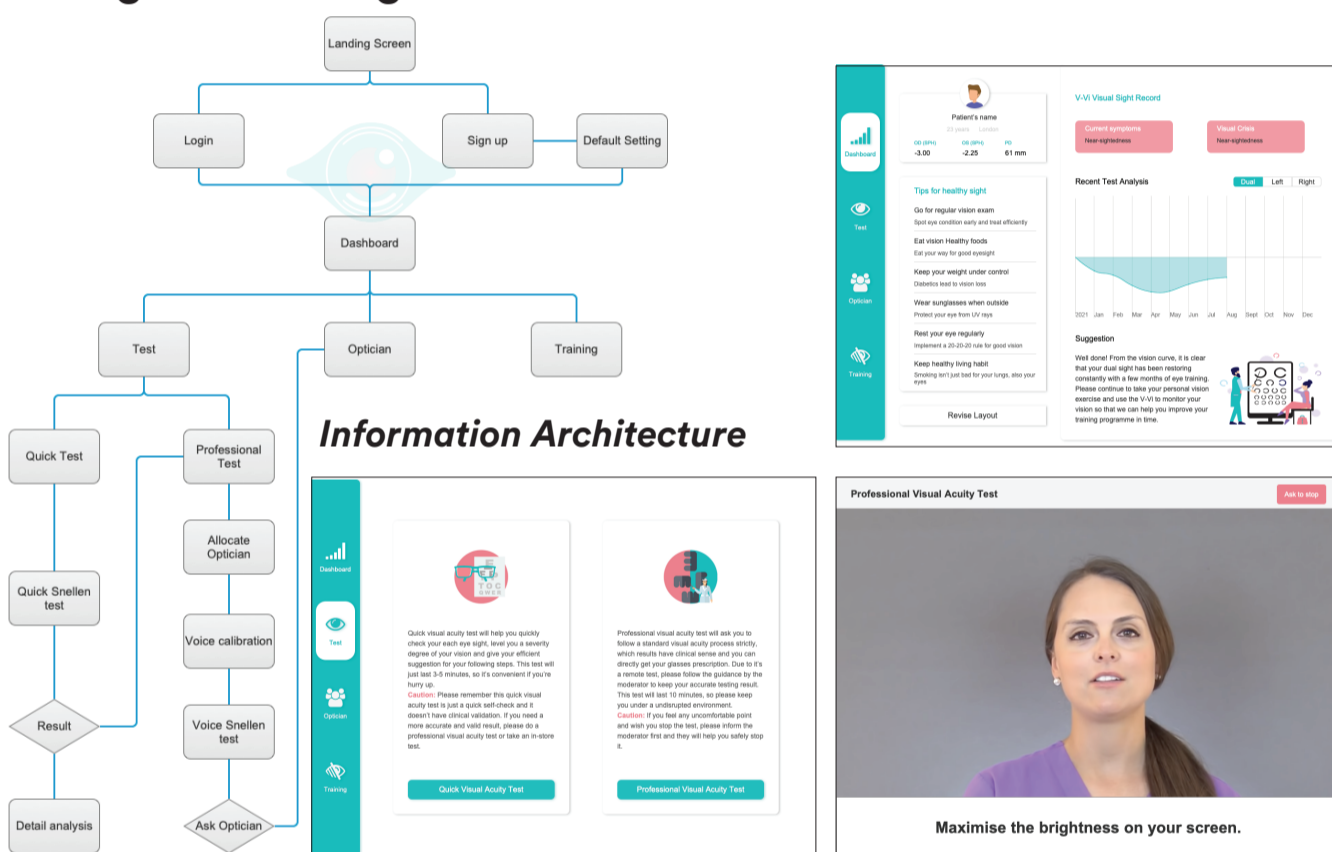 Landing Screen
Login
Sign up
Default Setting
Dashboard
Test
Optician
Training
Quick Test
Professional
Test
Allocate
Optician
Quick Snellen
test
Voice calibration
Result
Voice Snellen
test
Detail analysis
Ask Optician
Information Architecture
Dashboard
Test
Optician
Training
Patient's name
23 years London
OD (SPH)
OS (SPH)
PD
-3.00
-2.25
61 mm
Tips for healthy sight
Go for regular vision exam
Spot eye condition early and treat efficiently
Eat vision Healthy foods
Eat your way for good eyesight
Keep your weight under control
Diabetics lead to vision loss
Wear sunglasses when outside
Protect your eye from UV rays
Rest your eye regularly
Implement a 20-20-20 rule for good vision
Keep healthy living habit
Smoking isn't just bad for your lungs, also your
eyes
Revise Layout
V-Vi Visual Sight Record
Current symptoms
Near-sightedness
Visual Crisis
Near-sightedness
Recent Test Analysis
Dual
Left
Right
2021 Jan Feb Mar Apr May Jun Jul Aug Sept Oct Nov Dec
Suggestion
Well done! From the vision curve, it is clear
that your dual sight has been restoring
constantly with a few months of eye training.
Please continue to take your personal vision
exercise and use the V-Vi to monitor your
vision so that we can help you improve your
training programme in time.
Dashboard
Test
Optician
Training
TOC
Quick visual acuity test will help you quickly
check your each eye sight, level you a severity
degree of your vision and give your efficient
suggestion for your following steps. This test will
just last 3-5 minutes, so it's convenient if you're
hurry up.
Caution: Please remember this quick visual
acuity test is just a quick self-check and it
doesn't have clinical validation. If you need a
more accurate and valid result, please do a
professional visual acuity test or take an in-store
test.
Quick Visual Acuity Test
Professional visual acuity test will ask you to
follow a standard visual acuity process strictly,
which results have clinical sense and you can
directly get your glasses prescription. Due to it's
a remote test, please follow the guidance by the
moderator to keep your accurate testing result.
This test will last 10 minutes, so please keep
you under a undisrupted environment.
Caution: If you feel any uncomfortable point
and wish you stop the test, please inform the
moderator first and they will help you safely stop
it.
Professional Visual Acuity Test
Professional Visual Acuity Test
Ask to stop
Maximise the brightness on your screen.